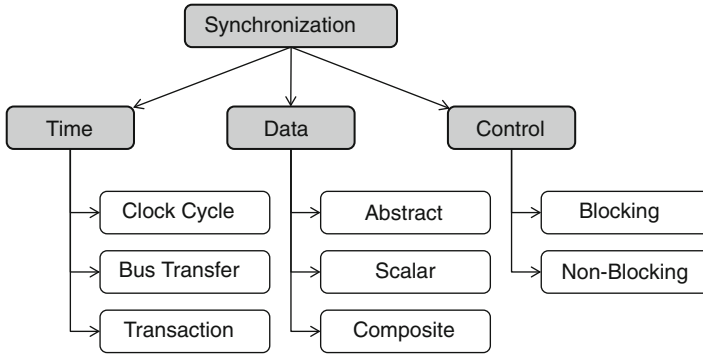 Synchronization
Time
Data
Control
Clock Cycle
Abstract
Blocking
Bus Transfer
Scalar
Non-Blocking
Transaction
Composite